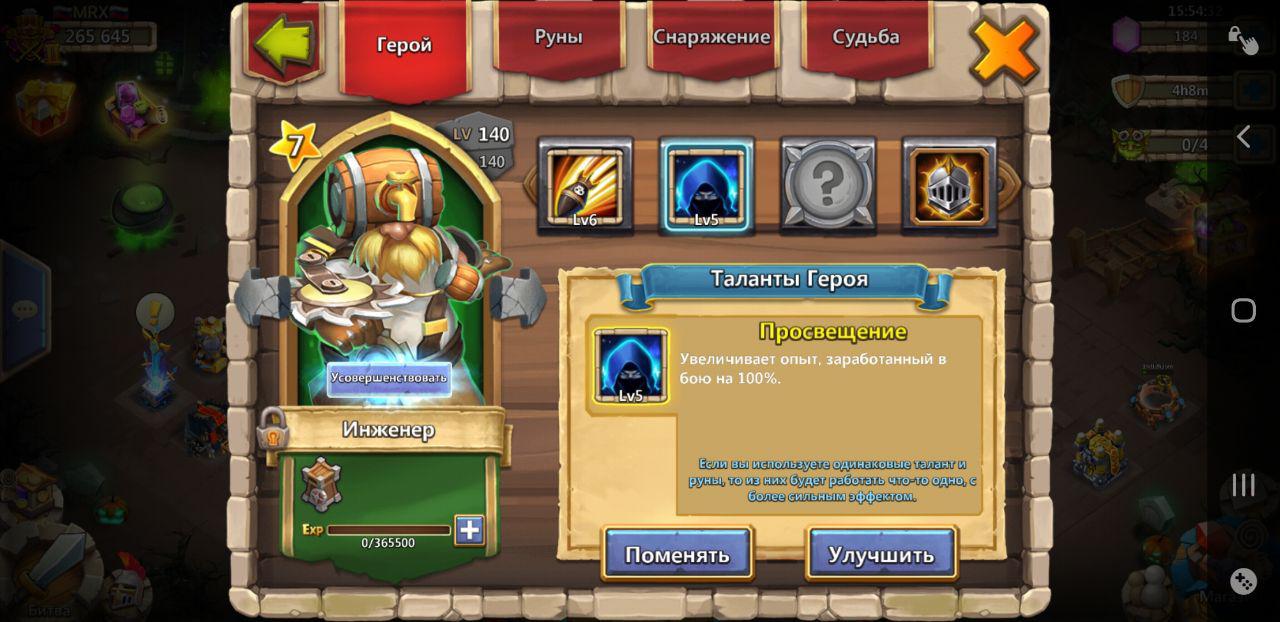 MRX
265 645
Герой
Руны
Снаряжение
Судьба
15:54:32
184
4h8m
0/4
7
LV 140
140
Lv6
Lv5
?
Таланты Героя
Просвещение
Увеличивает опыт, заработанный в
бою на 100%.
Lv5
Если вы используете одинаковые талант и
руны, то из них будет работать что-то одно, с
более сильным эффектом.
Усовершенствовать
Инженер
Exp
0/365500
Поменять
Улучшить
Битва